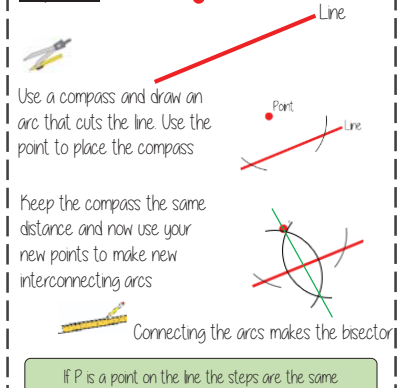 Line
Use a compass and draw an
arc that cuts the line. Use the
point to place the compass
Point
Line
Keep the compass the same
distance and now use your
new points to make new
interconnecting arcs
Connecting the arcs makes the bisector
If P is a point on the line the steps are the same